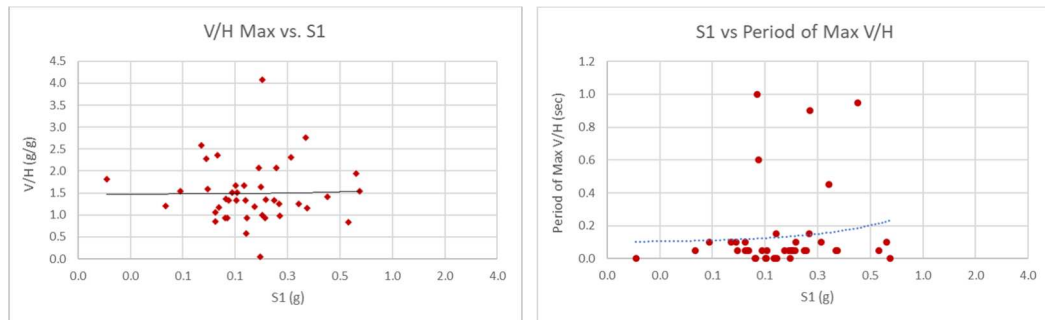 V/H Max vs. S1
4.5
4.0
3.5
3.0
2.5
2.0
1.5
1.0
0.5
0.0
V/H (g/g)
0.0 0.0 0.1 0.1 0.3 0.5 1.0 2.0 4.0
S1 (g)
S1 vs Period of Max V/H
1.2
1.0
0.8
0.6
0.4
0.2
0.0
Period of Max V/H (sec)
0.0 0.0 0.1 0.1 0.3 0.5 1.0 2.0 4.0
S1 (g)